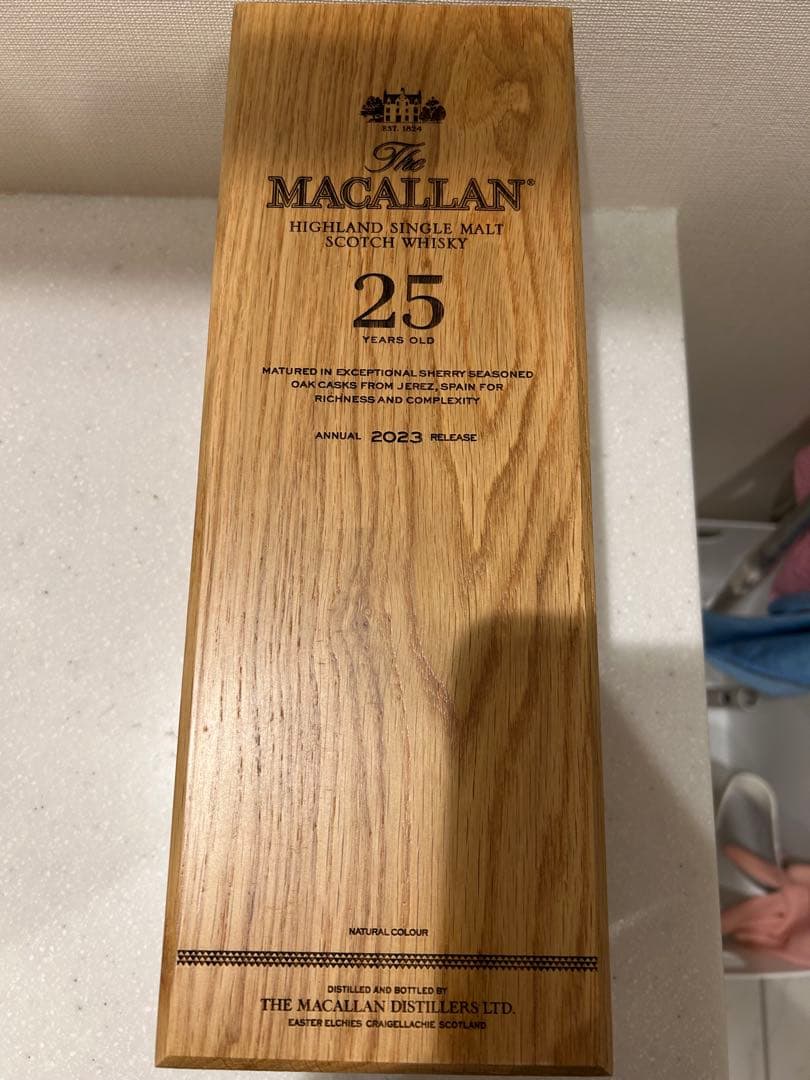 EST. 1824
The
MACALLAN®
HIGHLAND SINGLE MALT
SCOTCH WHISKY
25
YEARS OLD
MATURED IN EXCEPTIONAL SHERRY SEASONED
OAK CASKS FROM JEREZ, SPAIN FOR
RICHNESS AND COMPLEXITY
ANNUAL 2023 RELEASE
NATURAL COLOUR
DISTILLED AND BOTTLED BY
THE MACALLAN DISTILLERS LTD.
EASTER ELCHIES CRAIGELLACHIE SCOTLAND